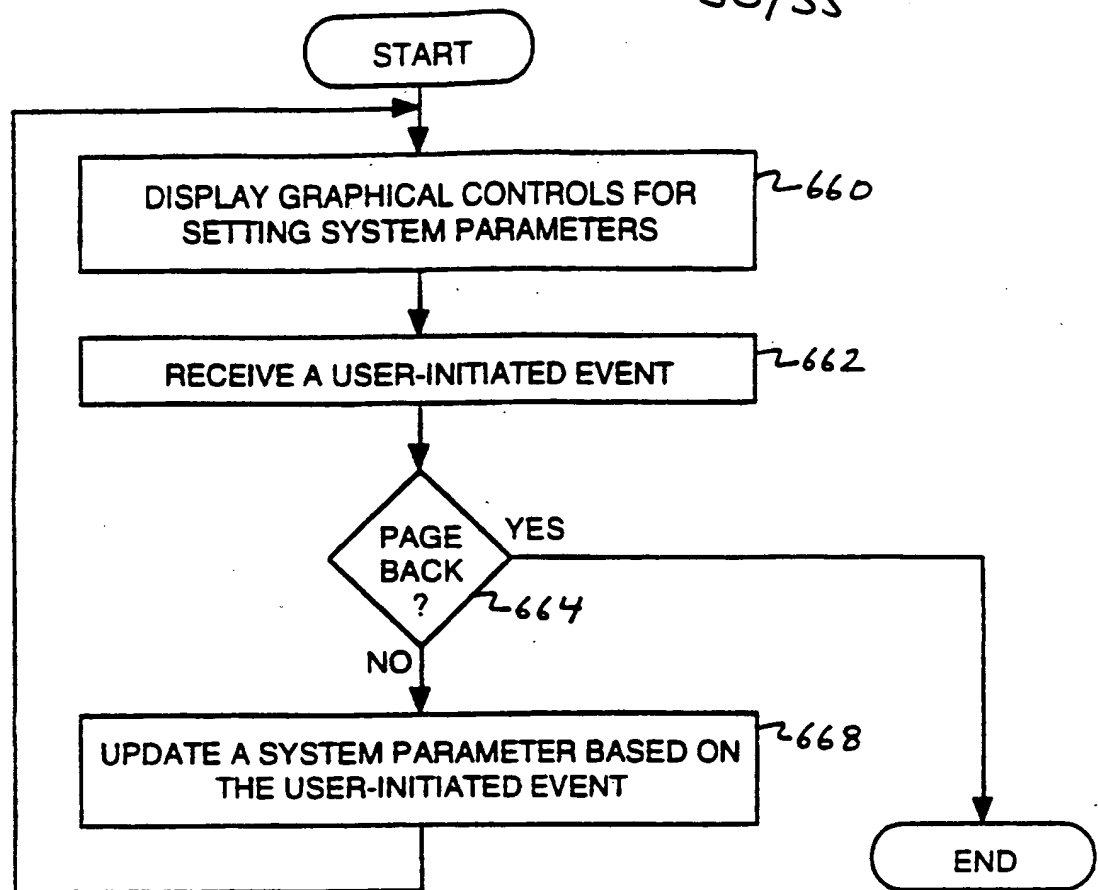 START
DISPLAY GRAPHICAL CONTROLS FOR
SETTING SYSTEM PARAMETERS
660
RECEIVE A USER-INITIATED EVENT
662
PAGE
BACK
?
YES
664
NO
UPDATE A SYSTEM PARAMETER BASED ON
THE USER-INITIATED EVENT
668
END